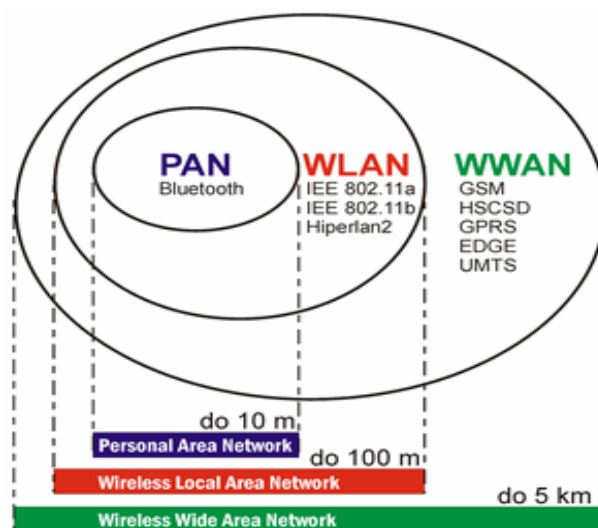 PAN
Bluetooth
WLAN
IEE 802.11a
IEE 802.11b
Hiperlan2
WWAN
GSM
HSCSD
GPRS
EDGE
UMTS
do 10 m
Personal Area Network
do 100 m
Wireless Local Area Network
do 5 km
Wireless Wide Area Network